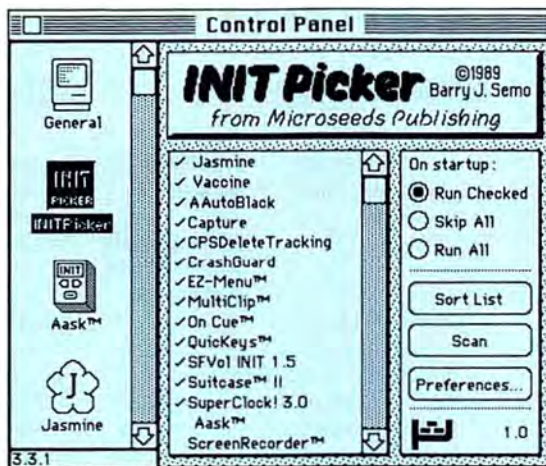 Control Panel
General
INIT
PICKER
INITPicker
INIT
Aask™
J
Jasmine
3.3.1
INIT Picker
©1989
Barry J. Semo
from Microseeds Publishing
✓ Jasmine
✓ Vaccine
✓ AAutoBlack
✓ Capture
✓ CPSDeleteTracking
✓ CrashGuard
✓ EZ-Menu™
✓ MultiClip™
✓ On Cue™
✓ QuicKeys™
✓ SFVol INIT 1.5
✓ Suitcase™ II
✓ SuperClock! 3.0
Aask™
ScreenRecorder™
On startup:
Run Checked
Skip All
Run All
Sort List
Scan
Preferences...
1.0